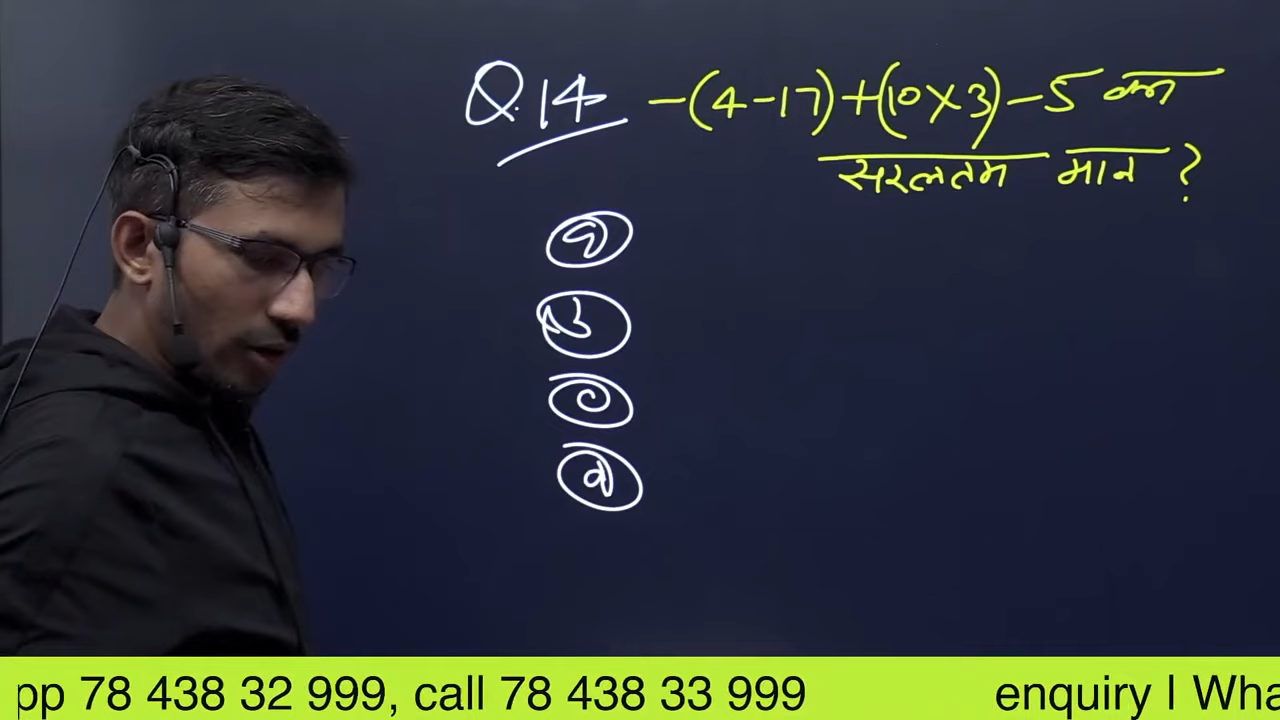 Q.14 -(4-17)+(10×3)-5 का
सरलतम मान ?
a
b
c
d
pp 78 438 32 999, call 78 438 33 999 enquiry I Wha